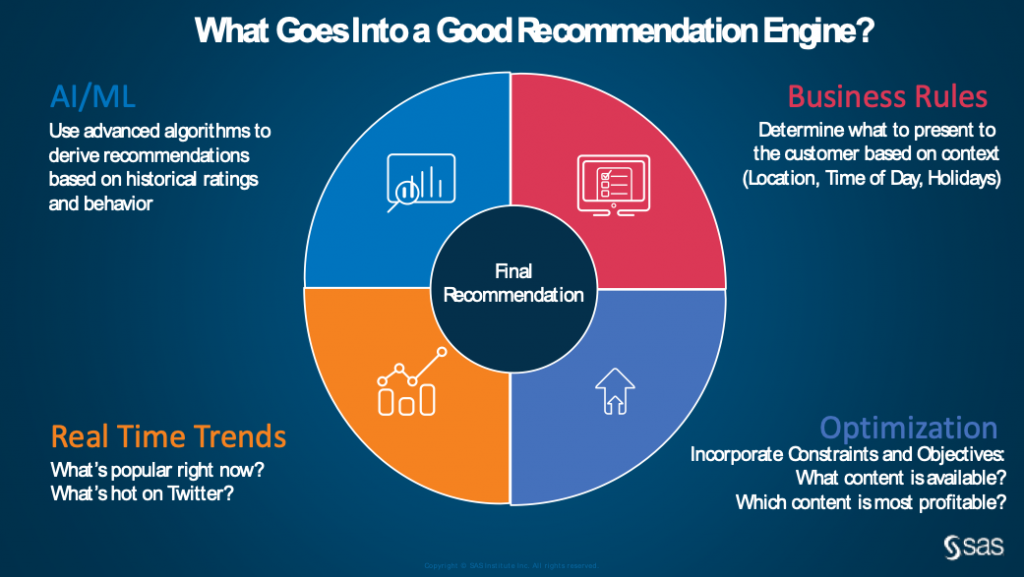 What Goes Into a Good Recommendation Engine?
AI/ML
Use advanced algorithms to
derive recommendations
based on historical ratings
and behavior
Business Rules
Determine what to present to
the customer based on context
(Location, Time of Day, Holidays)
Final
Recommendation
Real Time Trends
What's popular right now?
What's hot on Twitter?
Optimization
Incorporate Constraints and Objectives:
What content is available?
Which content is most profitable?
sas
Copyright © SAS Institute Inc. All rights reserved.